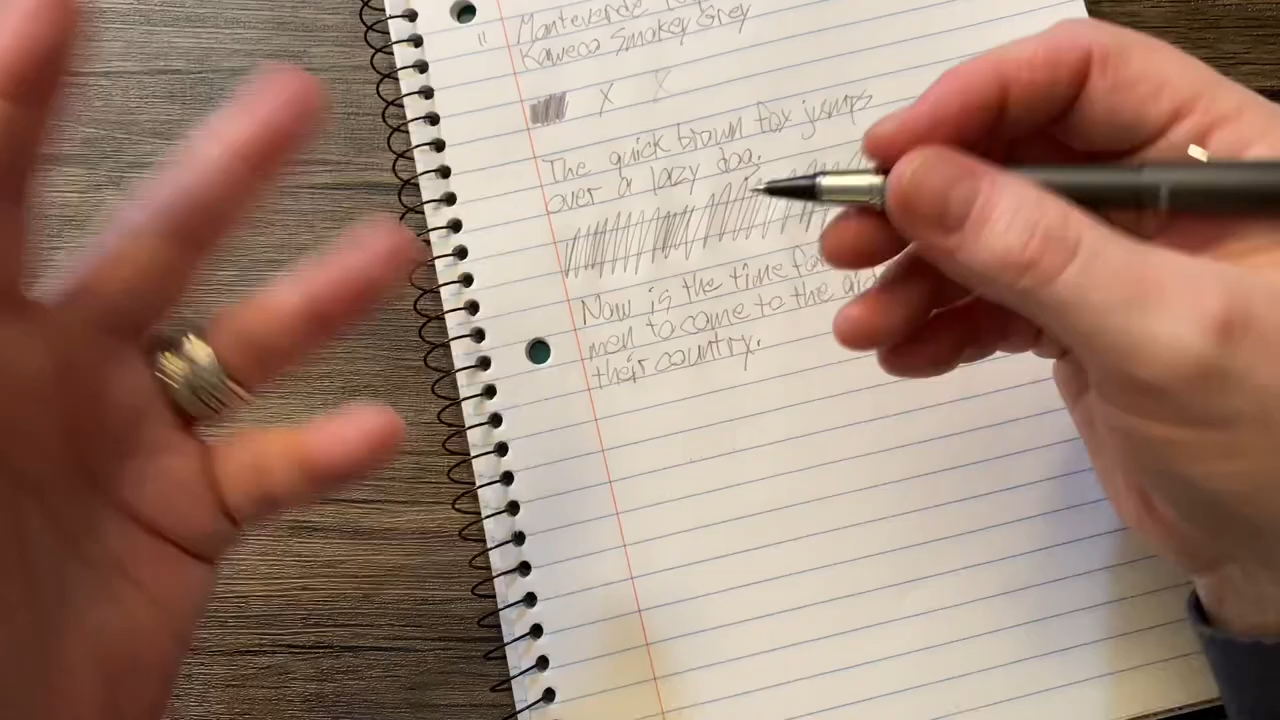 " Monteverde
Kaweco Smokey Grey
X X
The quick brown fox jumps
over a lazy dog.
Now is the time for
men to come to the aid
their country.